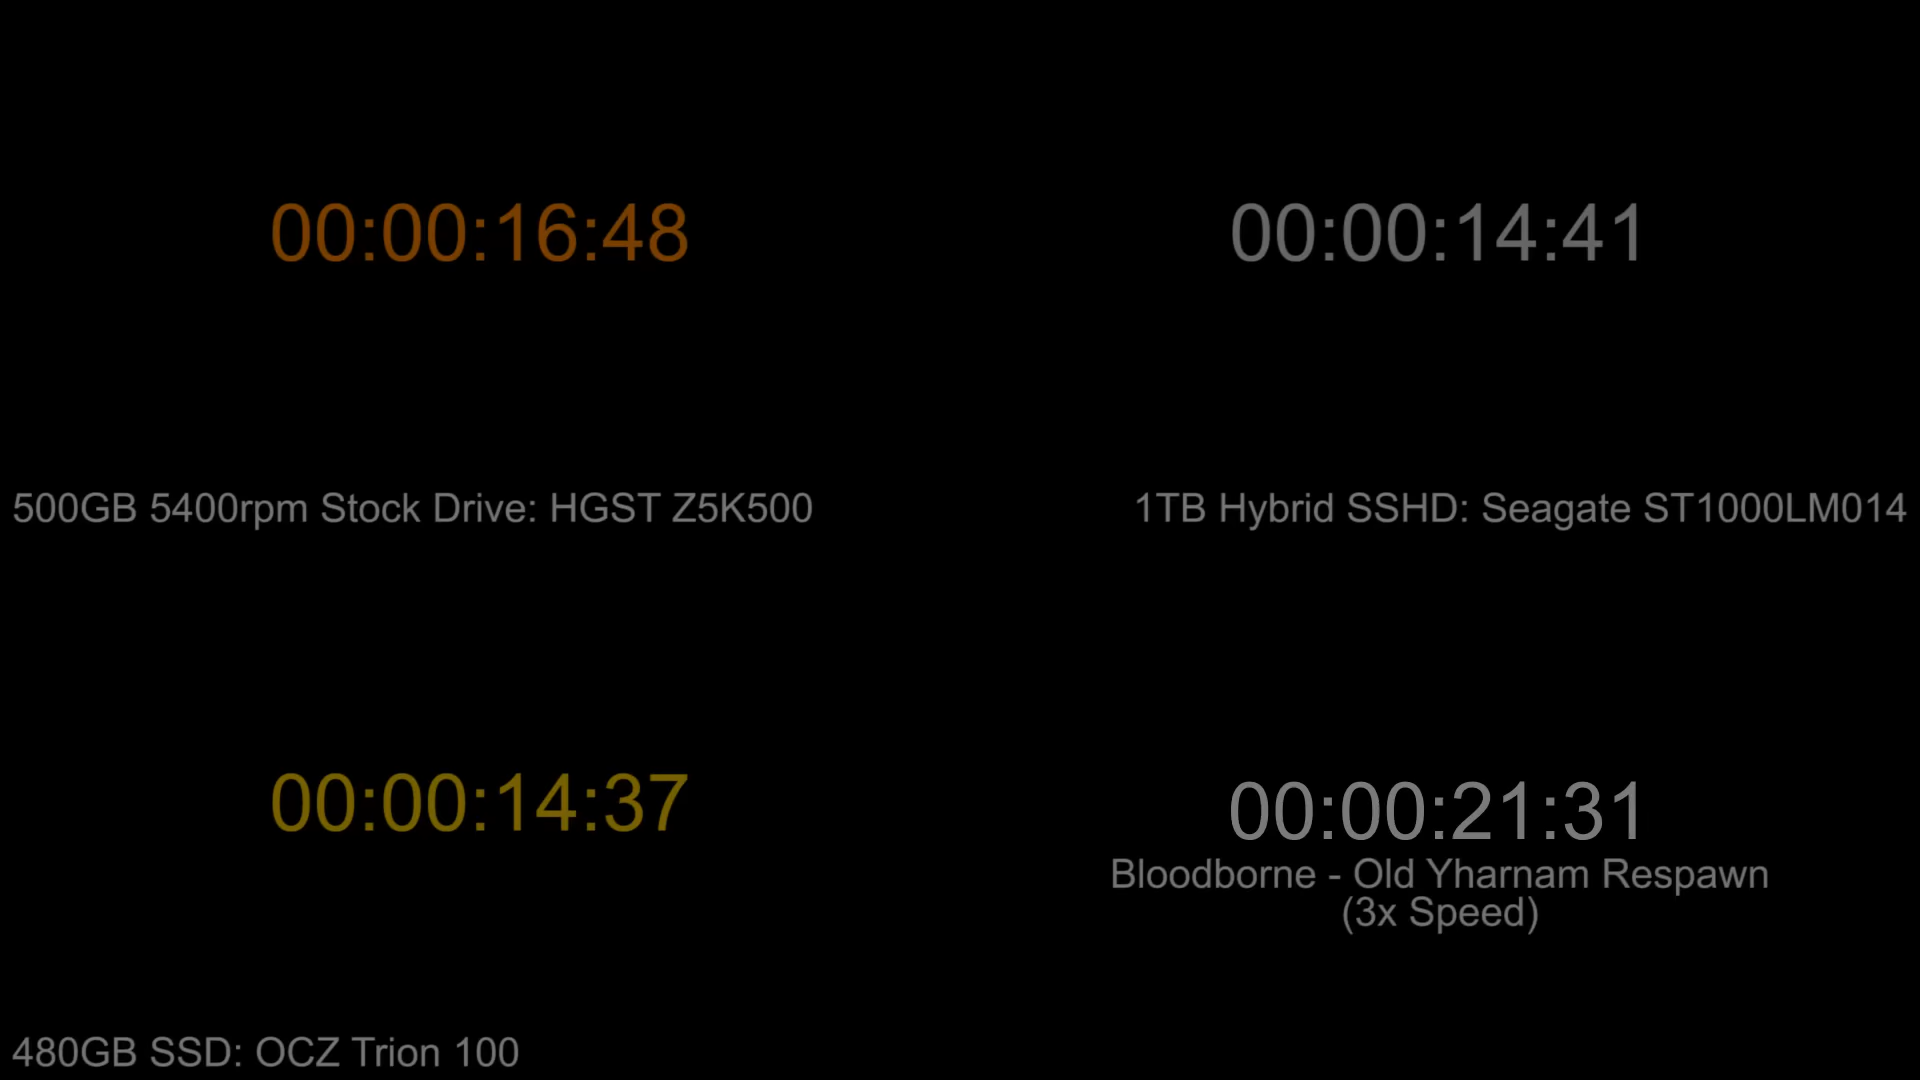 00:00:16:48
00:00:14:41
500GB 5400rpm Stock Drive: HGST Z5K500
1TB Hybrid SSHD: Seagate ST1000LM014
00:00:14:37
00:00:21:31
Bloodborne - Old Yharnam Respawn
(3x Speed)
480GB SSD: OCZ Trion 100